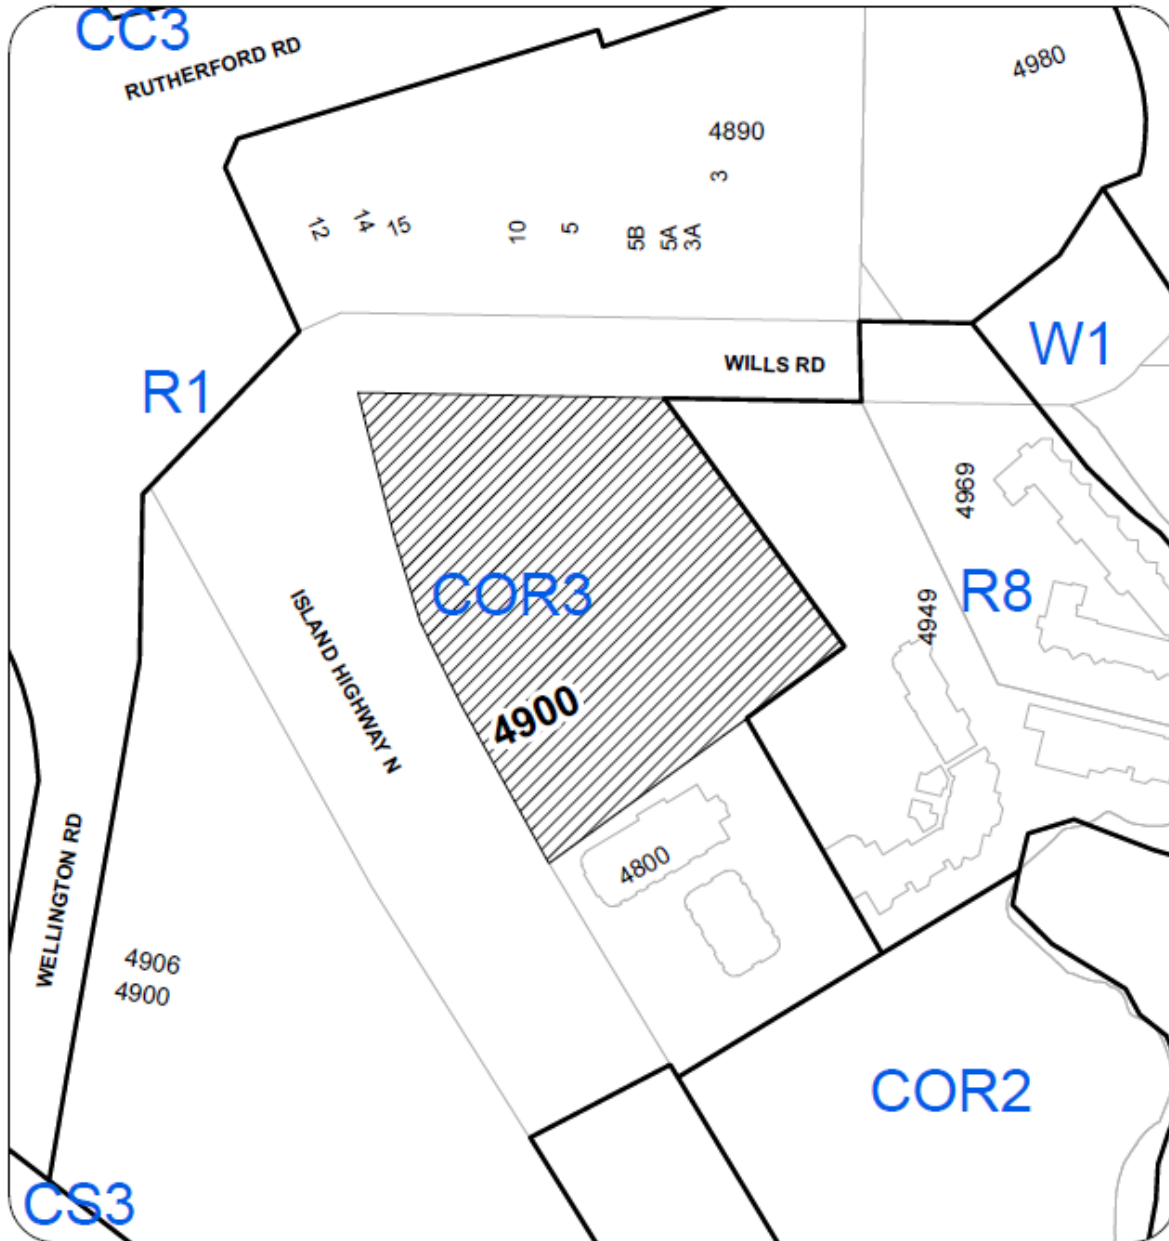 CC3
RUTHERFORD RD
4980
4890
3
12
14
15
10
5
5B
5A
3A
WILLS RD
W1
R1
4969
COR3
R8
4949
ISLAND HIGHWAY N
4900
4800
WELLINGTON RD
4906
4900
COR2
CS3